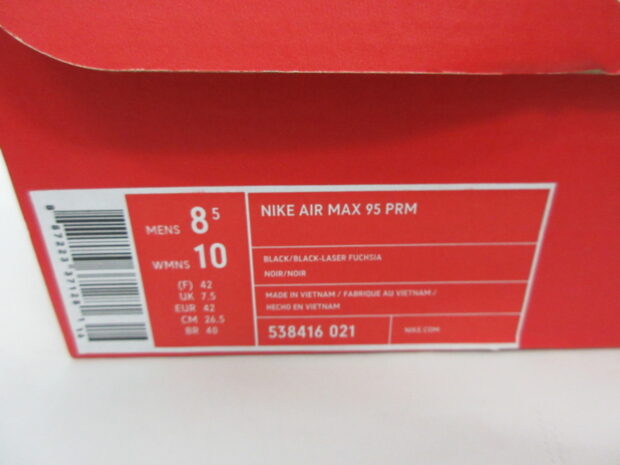 MENS 8 5
WMNS 10
(F) 42
UK 7.5
EUR 42
CM 26.5
BR 40
NIKE AIR MAX 95 PRM
BLACK/BLACK-LASER FUCHSIA
NOIR/NOIR
MADE IN VIETNAM / FABRIQUE AU VIETNAM /
HECHO EN VIETNAM
538416 021
NIKE.COM